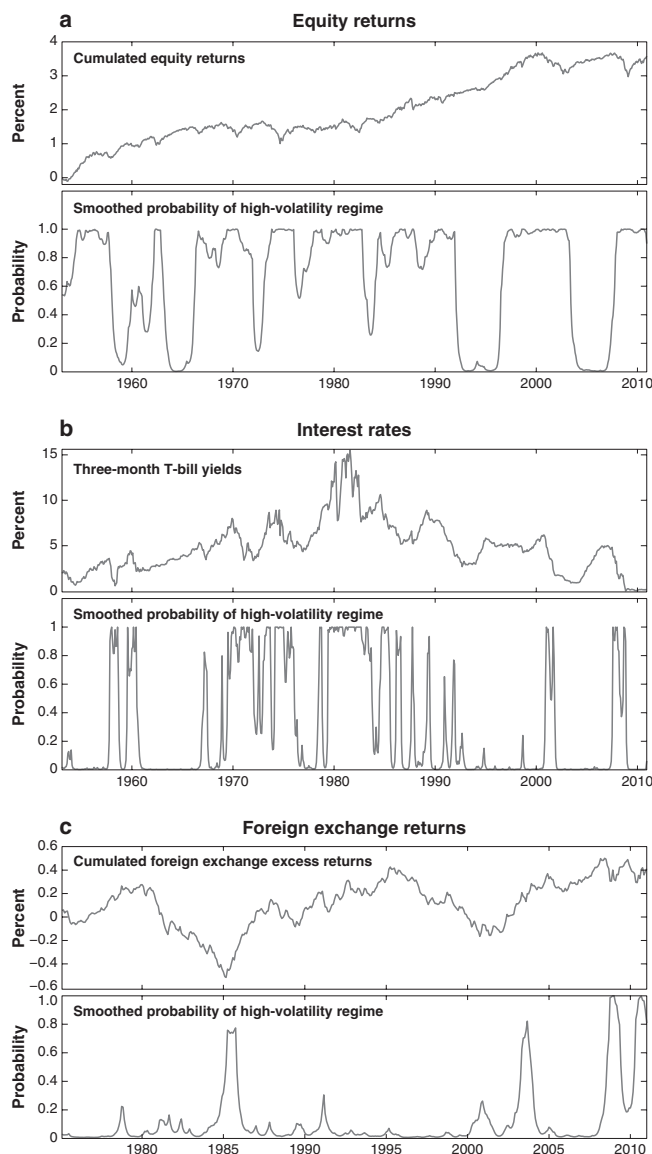 a Equity returns
Percent
4
3
2
1
0
Cumulated equity returns
Probability
1.0
0.8
0.6
0.4
0.2
0
Smoothed probability of high-volatility regime
1960 1970 1980 1990 2000 2010
b Interest rates
Percent
15
10
5
0
Three-month T-bill yields
Probability
1.0
0.8
0.6
0.4
0.2
0
Smoothed probability of high-volatility regime
1960 1970 1980 1990 2000 2010
c Foreign exchange returns
Percent
0.6
0.4
0.2
0
−0.2
−0.4
−0.6
Cumulated foreign exchange excess returns
Probability
1.0
0.8
0.6
0.4
0.2
0
Smoothed probability of high-volatility regime
1980 1985 1990 1995 2000 2005 2010